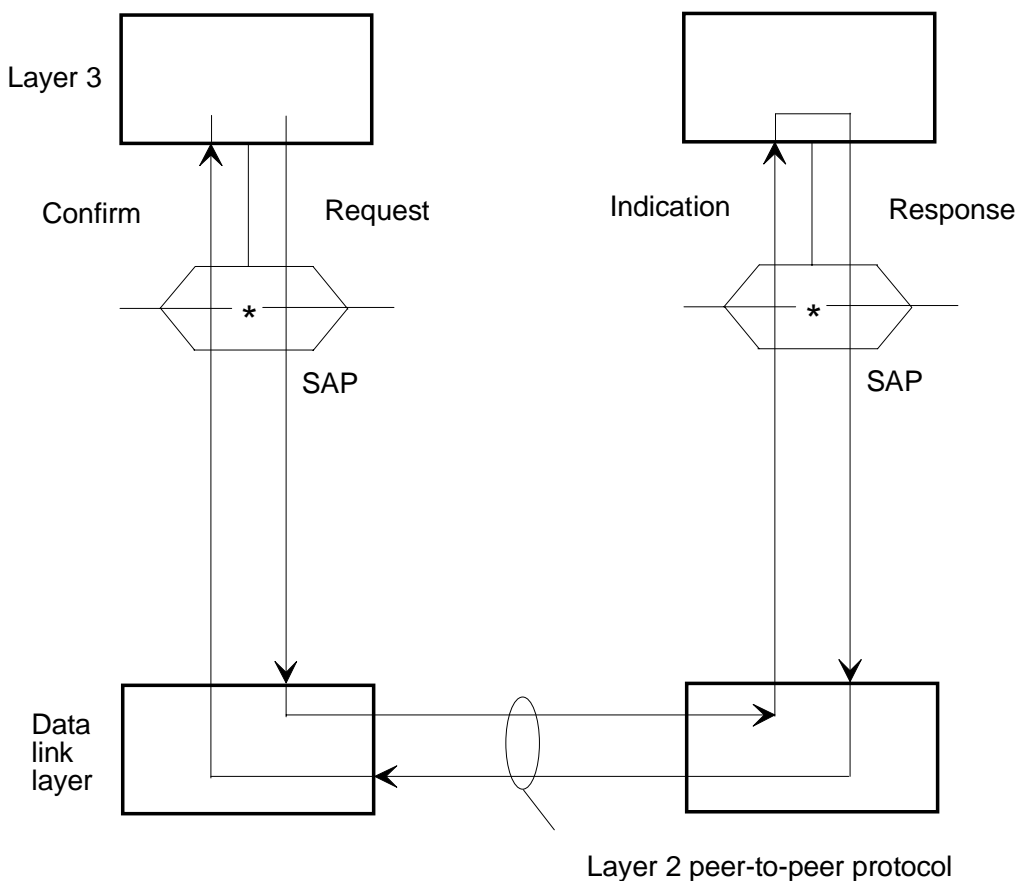 Layer 3
Confirm
Request
Indication
Response
*
*
SAP
SAP
Data
link
layer
Layer 2 peer-to-peer protocol